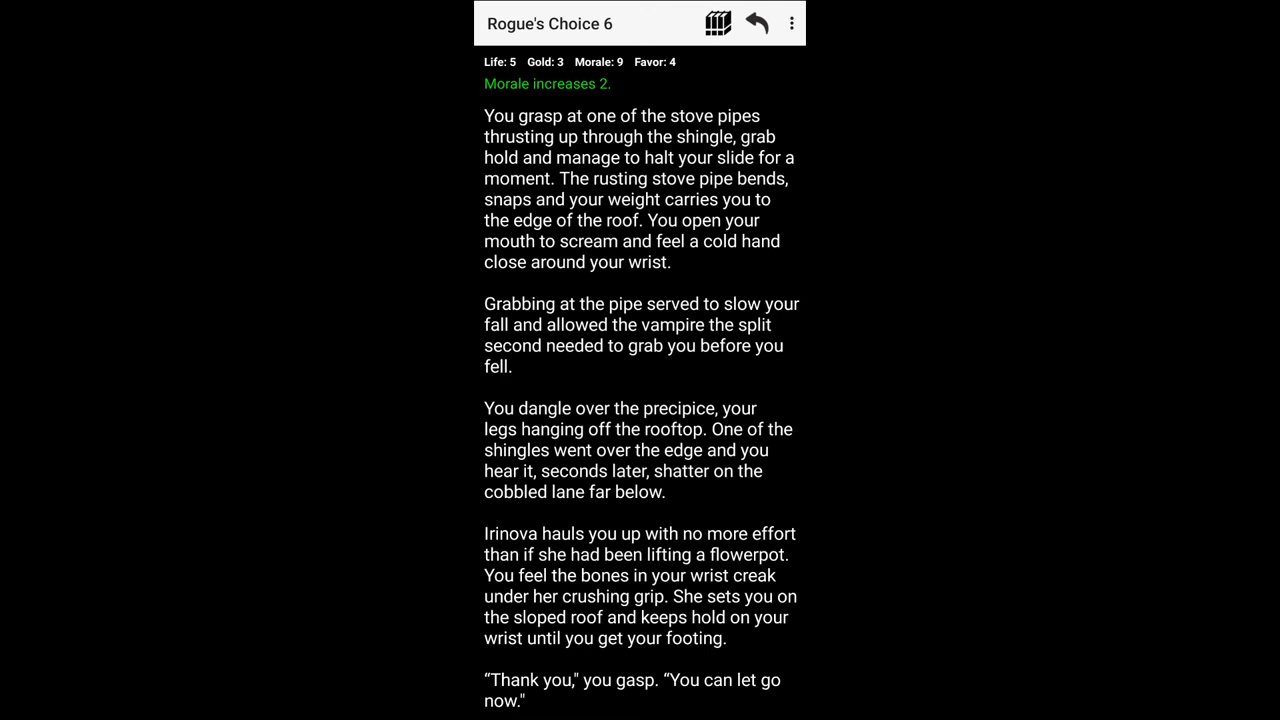 Rogue's Choice 6
Life: 5 Gold: 3 Morale: 9 Favor: 4
Morale increases 2.
You grasp at one of the stove pipes
thrusting up through the shingle, grab
hold and manage to halt your slide for a
moment. The rusting stove pipe bends,
snaps and your weight carries you to
the edge of the roof. You open your
mouth to scream and feel a cold hand
close around your wrist.
Grabbing at the pipe served to slow your
fall and allowed the vampire the split
second needed to grab you before you
fell.
You dangle over the precipice, your
legs hanging off the rooftop. One of the
shingles went over the edge and you
hear it, seconds later, shatter on the
cobbled lane far below.
Irinova hauls you up with no more effort
than if she had been lifting a flowerpot.
You feel the bones in your wrist creak
under her crushing grip. She sets you on
the sloped roof and keeps hold on your
wrist until you get your footing.
“Thank you," you gasp. “You can let go
now."